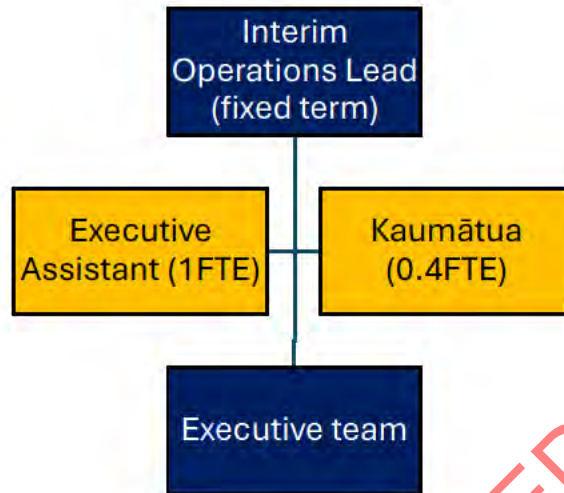 Interim
Operations Lead
(fixed term)
Executive
Assistant (1FTE)
Kaumātua
(0.4FTE)
Executive team